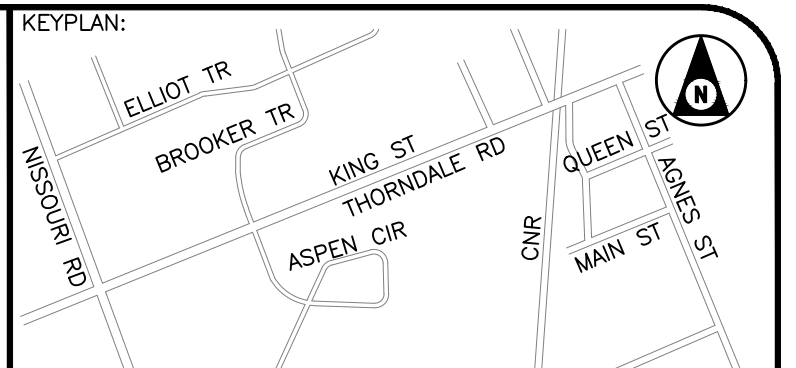 KEYPLAN:
ELLIOT TR
BROOKER TR
NISSOURI RD
KING ST
THORNDALE RD
ASPEN CIR
CNR
QUEEN ST
AGNES ST
MAIN ST
N